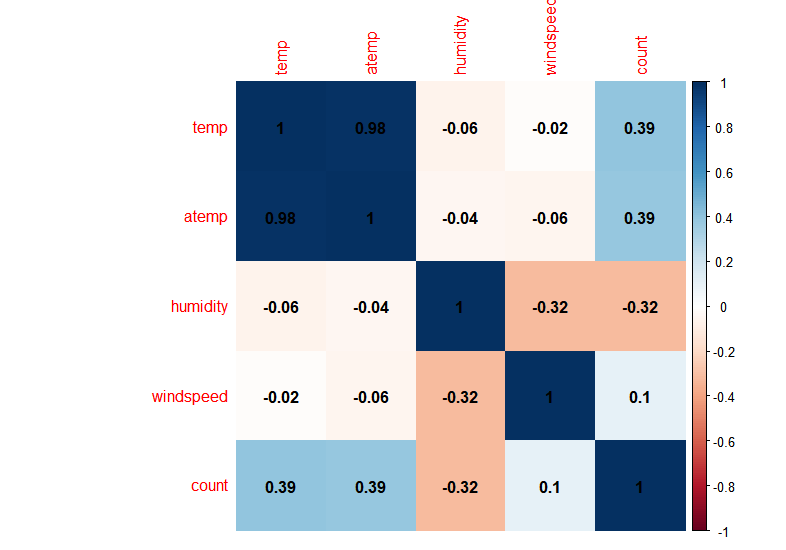 temp atemp humidity windspeed count
temp 1 0.98 -0.06 -0.02 0.39
atemp 0.98 1 -0.04 -0.06 0.39
humidity -0.06 -0.04 1 -0.32 -0.32
windspeed -0.02 -0.06 -0.32 1 0.1
count 0.39 0.39 -0.32 0.1 1
1
0.8
0.6
0.4
0.2
0
-0.2
-0.4
-0.6
-0.8
-1